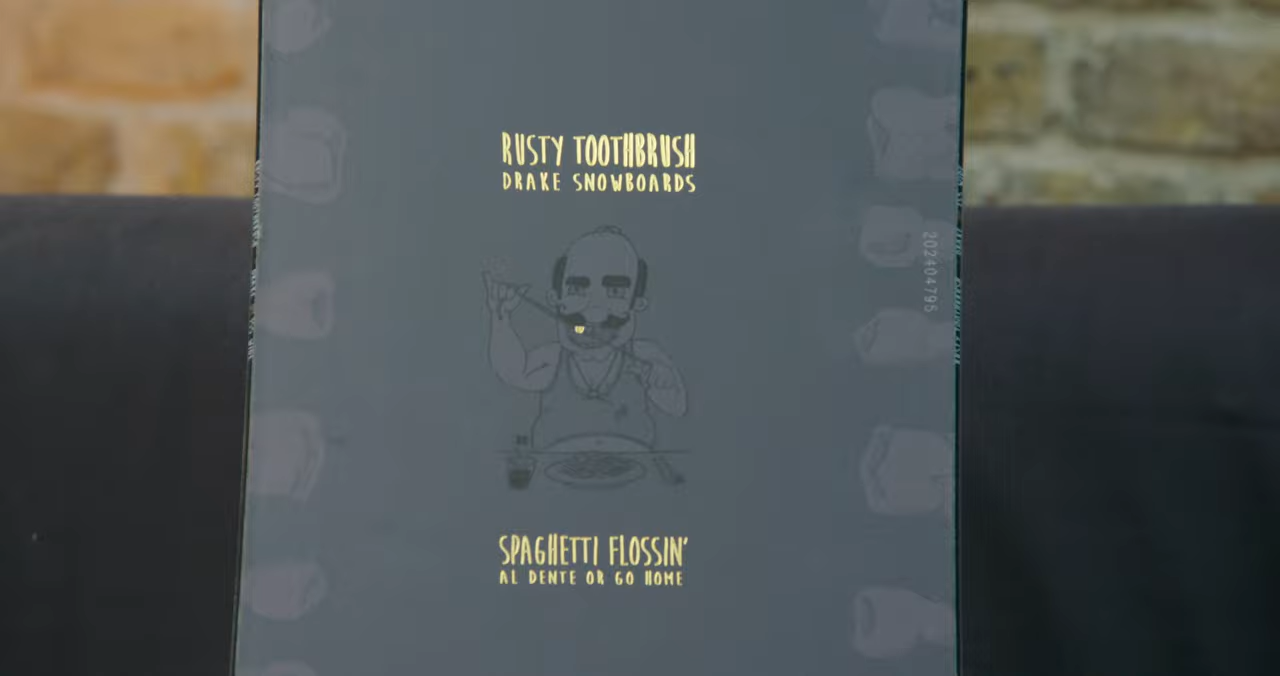 RUSTY TOOTHBRUSH
DRAKE SNOWBOARDS
202404795
SPAGHETTI FLOSSIN'
AL DENTE OR GO HOME